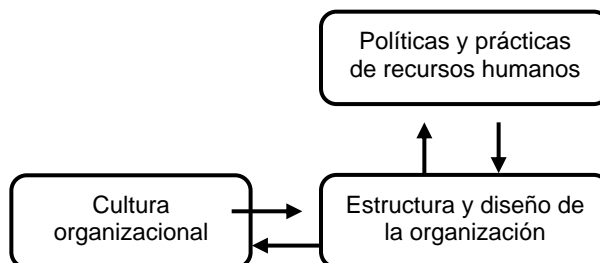 Políticas y prácticas
de recursos humanos
Cultura
organizacional
Estructura y diseño de
la organización